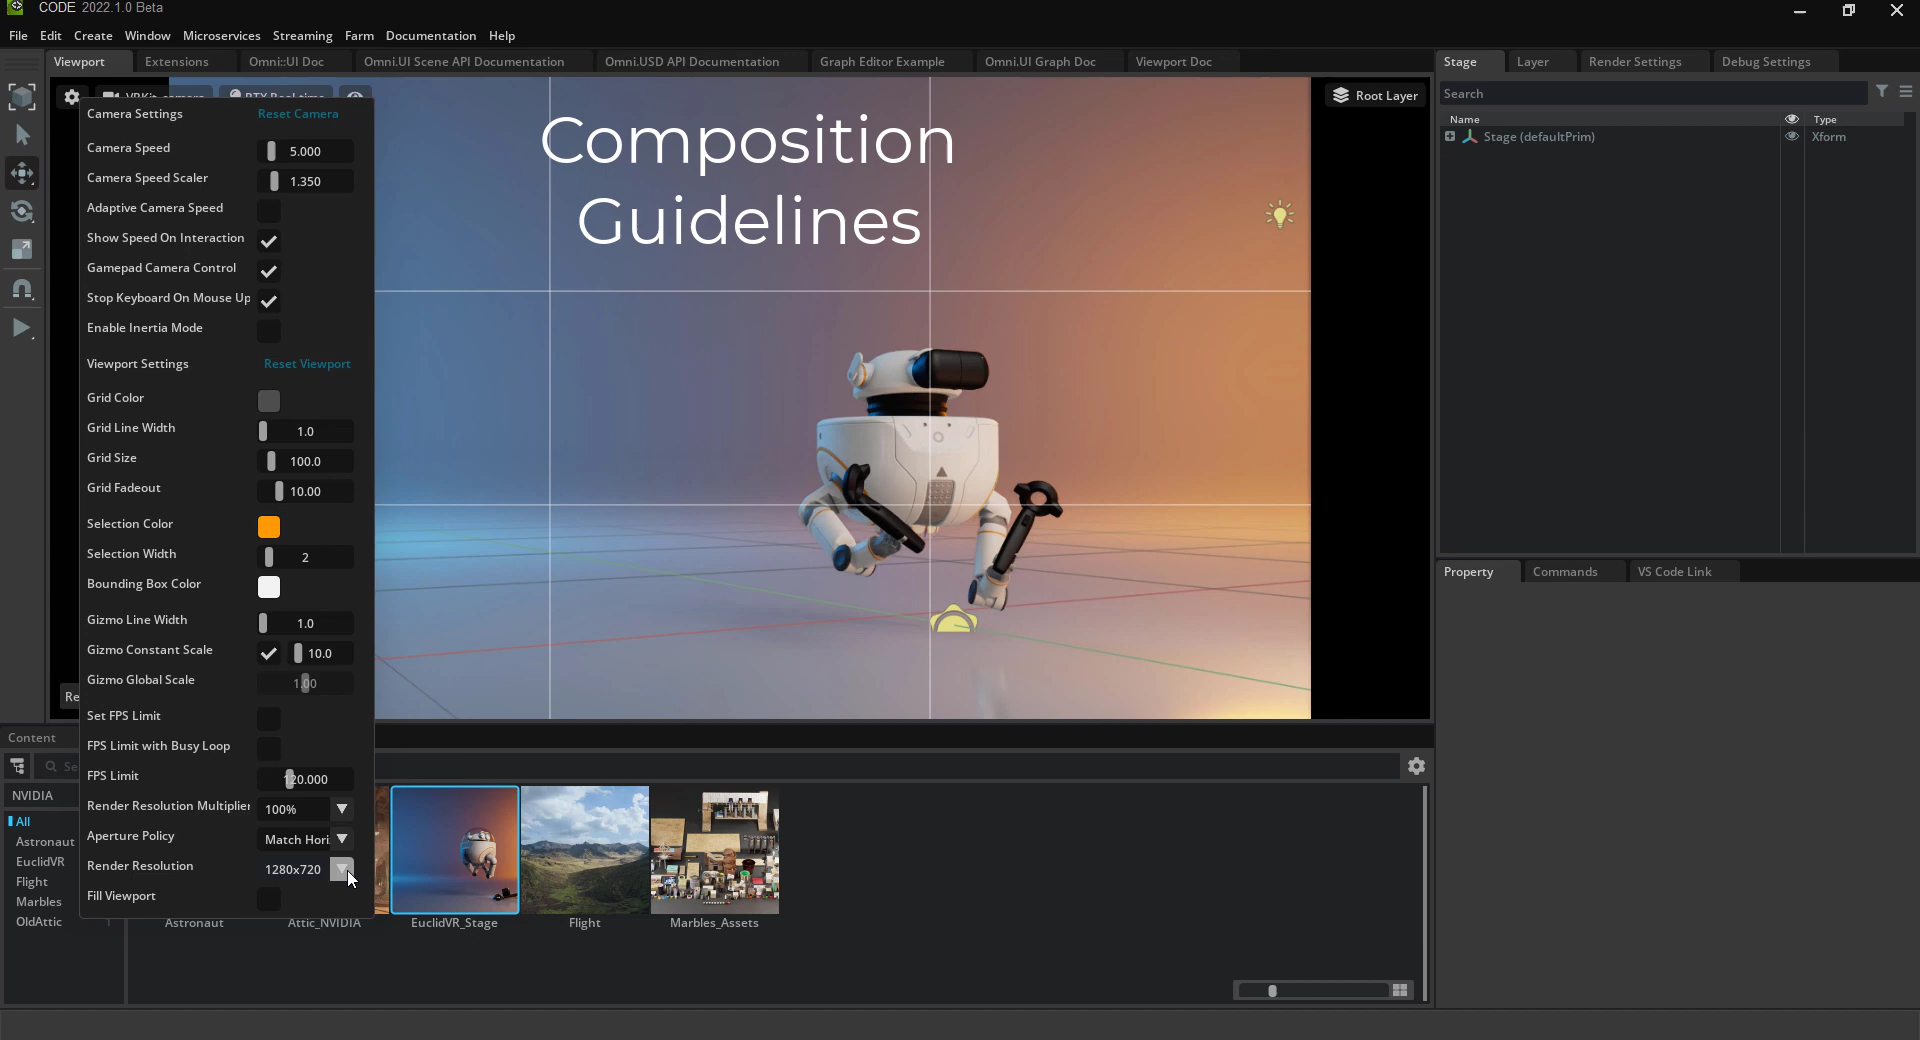 CODE 2022.1.0 Beta
File Edit Create Window Microservices Streaming Farm Documentation Help
Viewport Extensions Omni::UI Doc Omni.UI Scene API Documentation Omni.USD API Documentation Graph Editor Example Omni.UI Graph Doc Viewport Doc
Stage Layer Render Settings Debug Settings
Root Layer
Search
Name Type
Stage (defaultPrim) Xform
Composition
Guidelines
Camera Settings Reset Camera
Camera Speed 5.000
Camera Speed Scaler 1.350
Adaptive Camera Speed
Show Speed On Interaction
Gamepad Camera Control
Stop Keyboard On Mouse Up
Enable Inertia Mode
Viewport Settings Reset Viewport
Grid Color
Grid Line Width 1.0
Grid Size 100.0
Grid Fadeout 10.00
Selection Color
Selection Width 2
Bounding Box Color
Gizmo Line Width 1.0
Gizmo Constant Scale 10.0
Gizmo Global Scale 1.00
Set FPS Limit
FPS Limit with Busy Loop
FPS Limit 120.000
Render Resolution Multiplier 100%
Aperture Policy Match Hori
Render Resolution 1280x720
Fill Viewport
Re
Property Commands VS Code Link
Content
Se
NVIDIA
All
Astronaut
EuclidVR
Flight
Marbles
OldAttic 1
Astronaut Attic_NVIDIA EuclidVR_Stage Flight Marbles_Assets